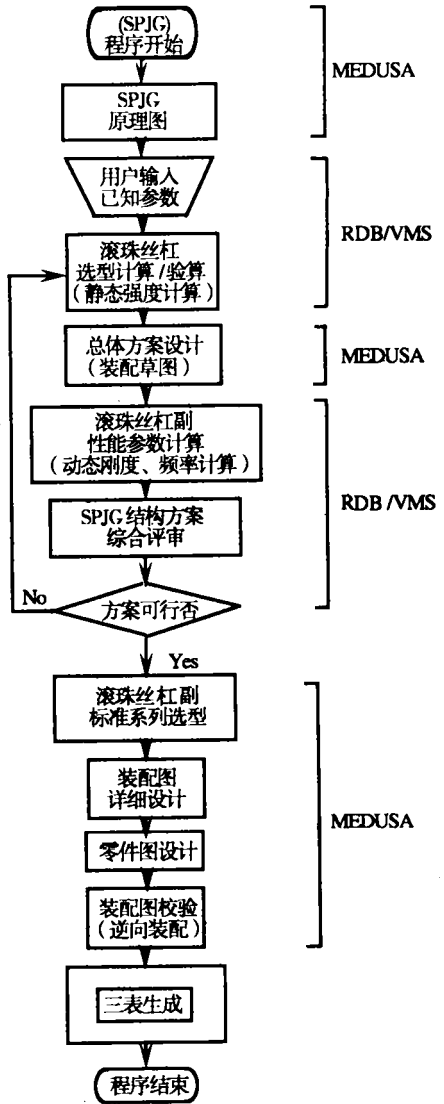 (SPJG)
程序开始
SPJG
原理图
MEDUSA
用户输入
已知参数
滚珠丝杠
选型计算/验算
(静态强度计算)
RDB/VMS
总体方案设计
(装配草图)
MEDUSA
滚珠丝杠副
性能参数计算
(动态刚度、频率计算)
SPJG结构方案
综合评审
RDB/VMS
No
方案可行否
Yes
滚珠丝杠副
标准系列选型
装配图
详细设计
零件图设计
MEDUSA
装配图校验
(逆向装配)
三表生成
程序结束